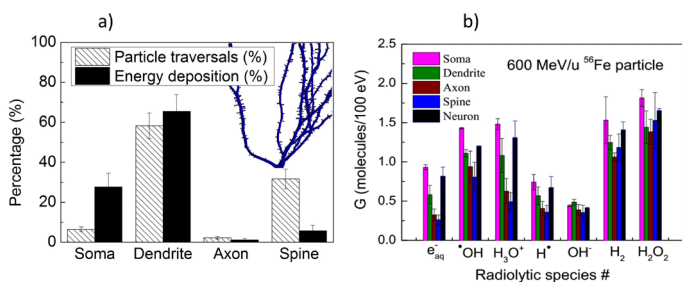 a)
100
80
60
40
20
0
Percentage (%)
Particle traversals (%)
Energy deposition (%)
Soma Dendrite Axon Spine
b)
2.5
2.0
1.5
1.0
0.5
0.0
G (molecules/100 eV)
Soma
Dendrite
Axon
Spine
Neuron
600 MeV/u ⁵⁶Fe particle
e⁻aq •OH H₃O⁺ H• OH⁻ H₂ H₂O₂
Radiolytic species #